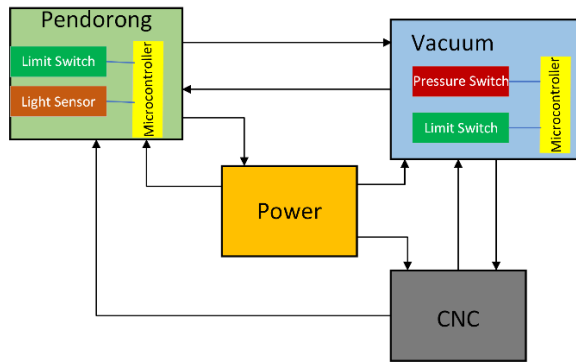 Pendorong
Limit Switch
Light Sensor
Microcontroller
Vacuum
Pressure Switch
Limit Switch
Microcontroller
Power
CNC